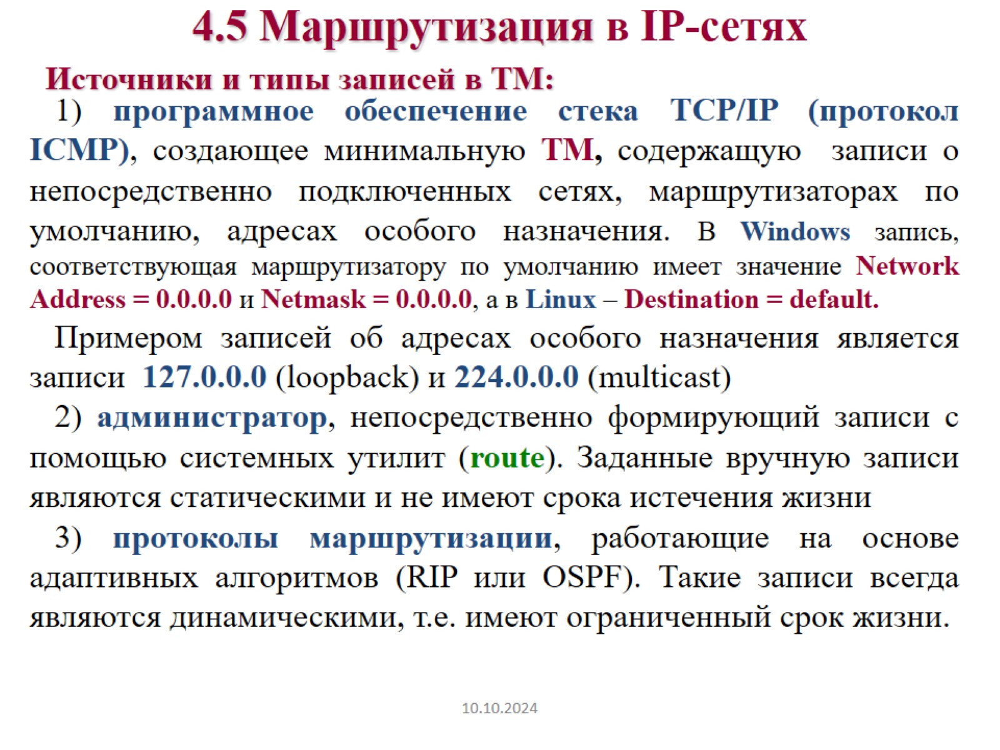 4.5 Маршрутизация в IP-сетях
Источники и типы записей в ТМ:
1) программное обеспечение стека TCP/IP (протокол
ICMP), создающее минимальную ТМ, содержащую записи о
непосредственно подключенных сетях, маршрутизаторах по
умолчанию, адресах особого назначения. В Windows запись,
соответствующая маршрутизатору по умолчанию имеет значение Network
Address = 0.0.0.0 и Netmask = 0.0.0.0, а в Linux – Destination = default.
Примером записей об адресах особого назначения является
записи 127.0.0.0 (loopback) и 224.0.0.0 (multicast)
2) администратор, непосредственно формирующий записи с
помощью системных утилит (route). Заданные вручную записи
являются статическими и не имеют срока истечения жизни
3) протоколы маршрутизации, работающие на основе
адаптивных алгоритмов (RIP или OSPF). Такие записи всегда
являются динамическими, т.е. имеют ограниченный срок жизни.
10.10.2024